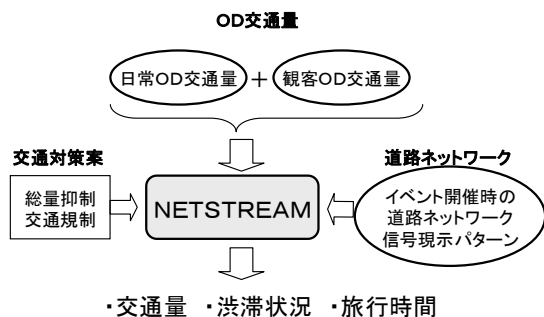 OD交通量
日常OD交通量 + 観客OD交通量
交通対策案
総量抑制
交通規制
NETSTREAM
道路ネットワーク
イベント開催時の
道路ネットワーク
信号現示パターン
・交通量 ・渋滞状況 ・旅行時間